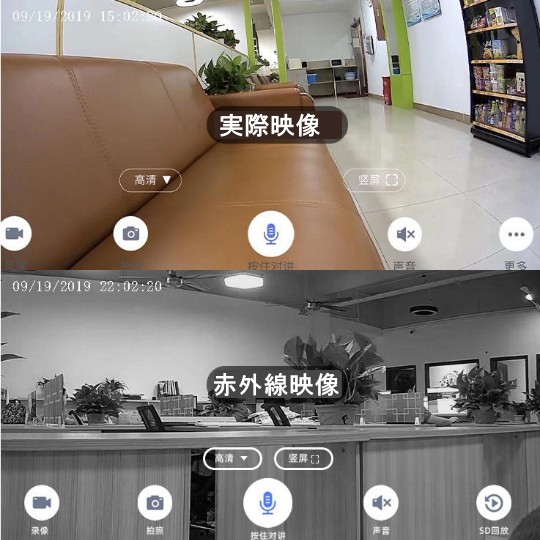 09/19/2019 15:02:20
実際映像
高清 ▼
竖屏
按住对讲
声音
更多
09/19/2019 22:02:20
赤外線映像
高清 ▼
竖屏
录像
拍照
按住对讲
声音
SD回放